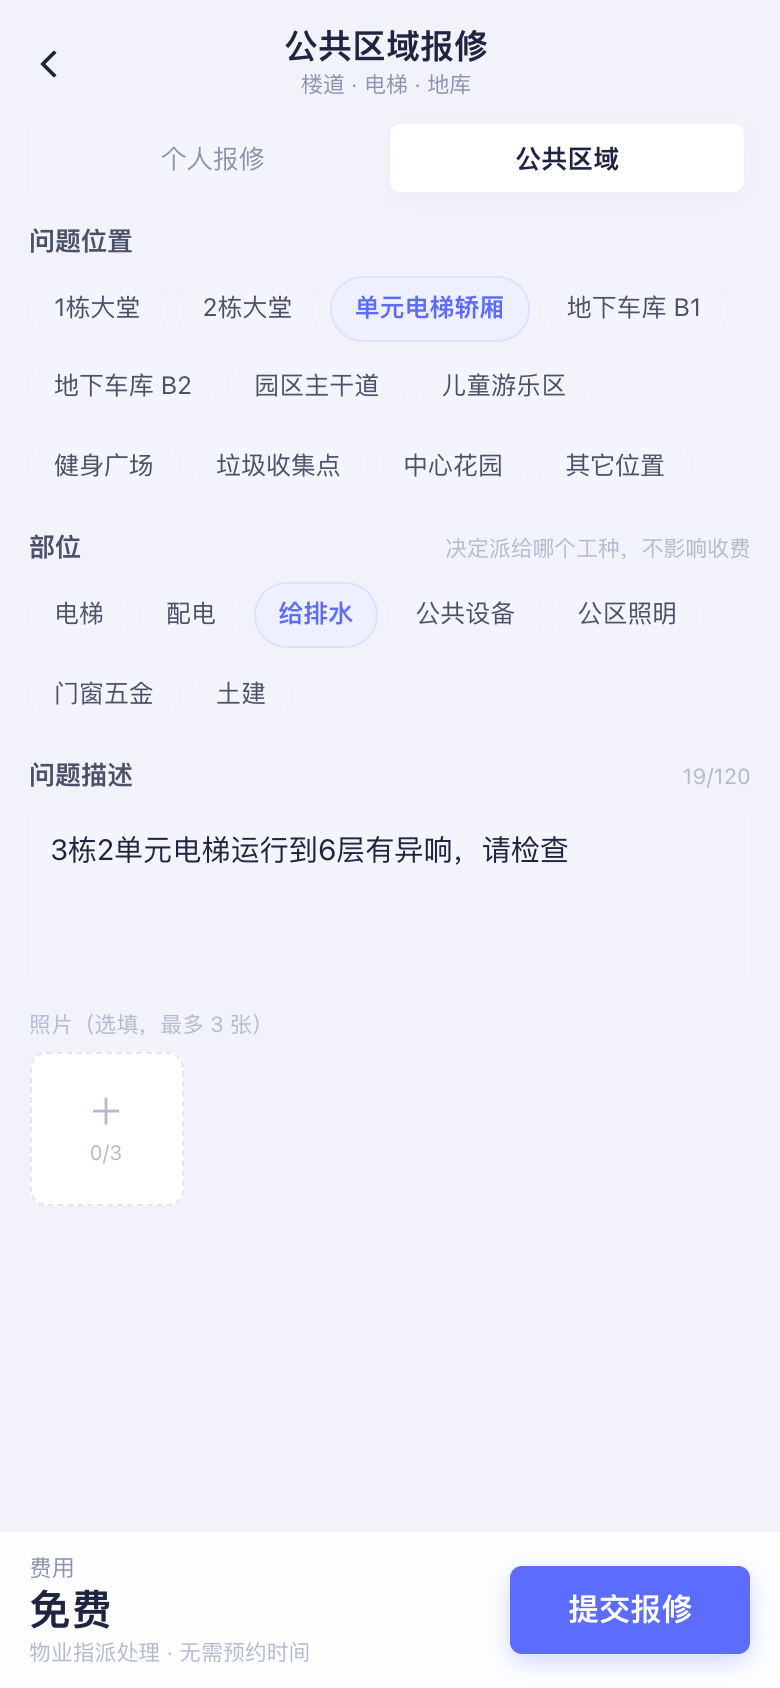 公共区域报修
楼道 · 电梯 · 地库
个人报修 公共区域
问题位置
1栋大堂 2栋大堂 单元电梯轿厢 地下车库 B1
地下车库 B2 园区主干道 儿童游乐区
健身广场 垃圾收集点 中心花园 其它位置
部位 决定派给哪个工种，不影响收费
电梯 配电 给排水 公共设备 公区照明
门窗五金 土建
问题描述 19/120
3栋2单元电梯运行到6层有异响，请检查
照片（选填，最多 3 张）
0/3
费用
免费
物业指派处理 · 无需预约时间
提交报修